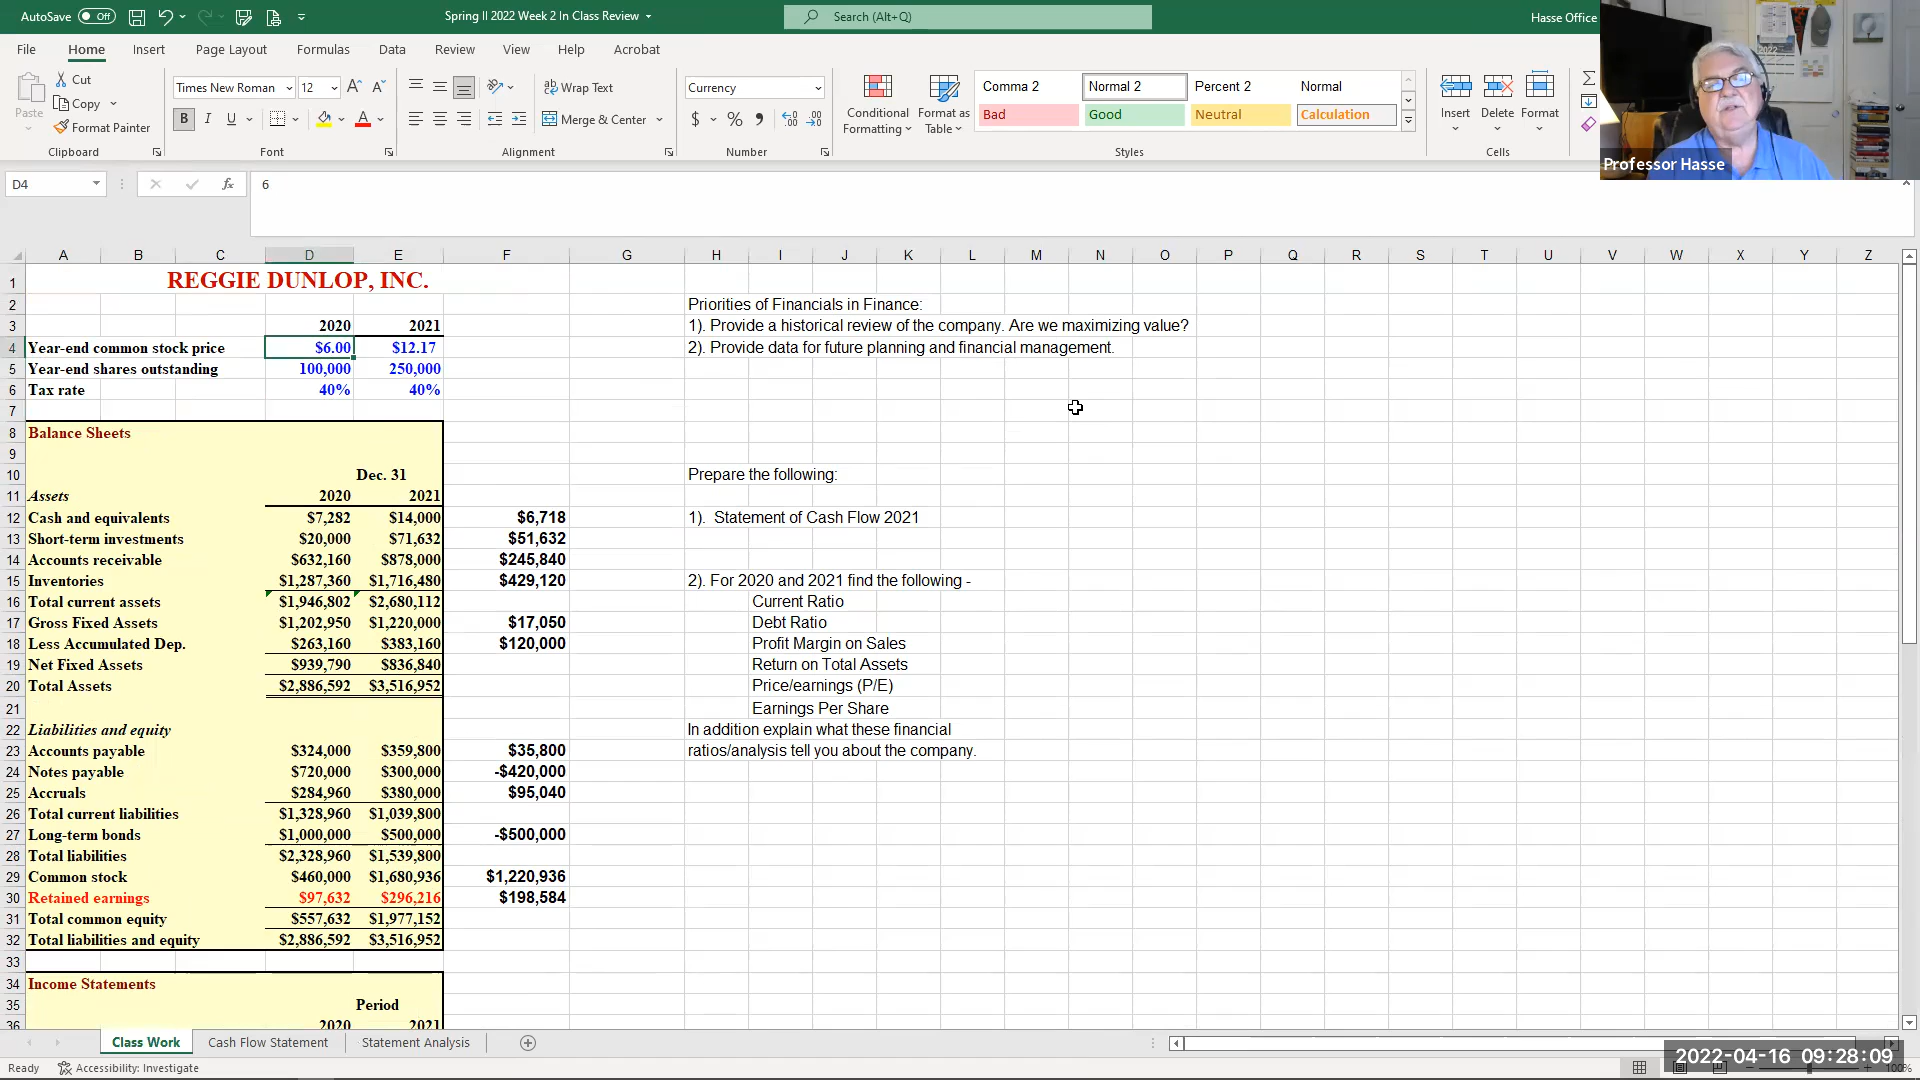 AutoSave Off Spring II 2022 Week 2 In Class Review Search (Alt+Q) Hasse Office
File Home Insert Page Layout Formulas Data Review View Help Acrobat
Paste Cut Copy Format Painter
Times New Roman 12
B I U
Wrap Text
Merge & Center
Currency
$ %
Conditional Formatting
Format as Table
Comma 2 Normal 2 Percent 2 Normal
Bad Good Neutral Calculation
Insert Delete Format
Clipboard Font Alignment Number Styles Cells
Professor Hasse
D4 fx 6
A B C D E F G H I J K L M N O P Q R S T U V W X Y Z
1 REGGIE DUNLOP, INC.
2 Priorities of Financials in Finance:
3 2020 2021 1). Provide a historical review of the company. Are we maximizing value?
4 Year-end common stock price $6.00 $12.17 2). Provide data for future planning and financial management.
5 Year-end shares outstanding 100,000 250,000
6 Tax rate 40% 40%
7
8 Balance Sheets
9
10 Dec. 31 Prepare the following:
11 Assets 2020 2021
12 Cash and equivalents $7,282 $14,000 $6,718 1). Statement of Cash Flow 2021
13 Short-term investments $20,000 $71,632 $51,632
14 Accounts receivable $632,160 $878,000 $245,840
15 Inventories $1,287,360 $1,716,480 $429,120 2). For 2020 and 2021 find the following -
16 Total current assets $1,946,802 $2,680,112 Current Ratio
17 Gross Fixed Assets $1,202,950 $1,220,000 $17,050 Debt Ratio
18 Less Accumulated Dep. $263,160 $383,160 $120,000 Profit Margin on Sales
19 Net Fixed Assets $939,790 $836,840 Return on Total Assets
20 Total Assets $2,886,592 $3,516,952 Price/earnings (P/E)
21 Earnings Per Share
22 Liabilities and equity In addition explain what these financial
23 Accounts payable $324,000 $359,800 $35,800 ratios/analysis tell you about the company.
24 Notes payable $720,000 $300,000 -$420,000
25 Accruals $284,960 $380,000 $95,040
26 Total current liabilities $1,328,960 $1,039,800
27 Long-term bonds $1,000,000 $500,000 -$500,000
28 Total liabilities $2,328,960 $1,539,800
29 Common stock $460,000 $1,680,936 $1,220,936
30 Retained earnings $97,632 $296,216 $198,584
31 Total common equity $557,632 $1,977,152
32 Total liabilities and equity $2,886,592 $3,516,952
33
34 Income Statements
35 Period
36 2020 2021
Class Work Cash Flow Statement Statement Analysis
Ready Accessibility: Investigate 100%
2022-04-16 09:28:09